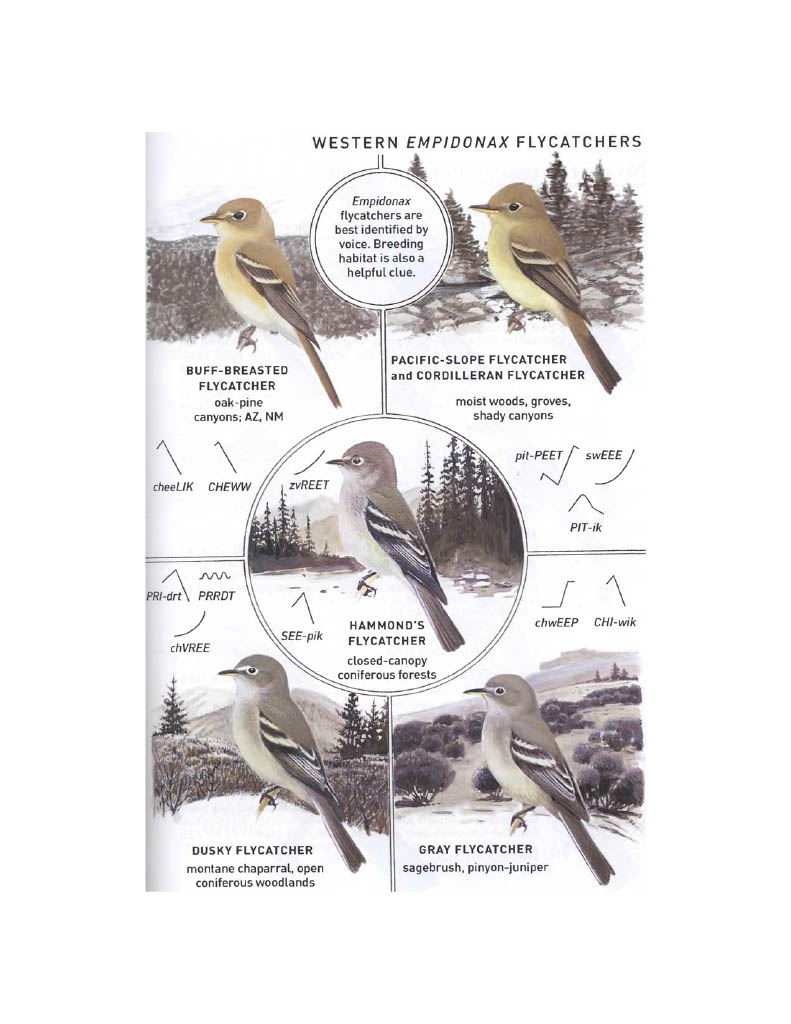 WESTERN EMPIDONAX FLYCATCHERS
Empidonax
flycatchers are
best identified by
voice. Breeding
habitat is also a
helpful clue.
BUFF-BREASTED
FLYCATCHER
oak-pine
canyons; AZ, NM
PACIFIC-SLOPE FLYCATCHER
and CORDILLERAN FLYCATCHER
moist woods, groves,
shady canyons
cheeLIK CHEWW
zvREET
pit-PEET swEEE
PIT-ik
PRI-drt PRRDT
chVREE
SEE-pik
HAMMOND'S
FLYCATCHER
closed-canopy
coniferous forests
chwEEP CHI-wik
DUSKY FLYCATCHER
montane chaparral, open
coniferous woodlands
GRAY FLYCATCHER
sagebrush, pinyon-juniper